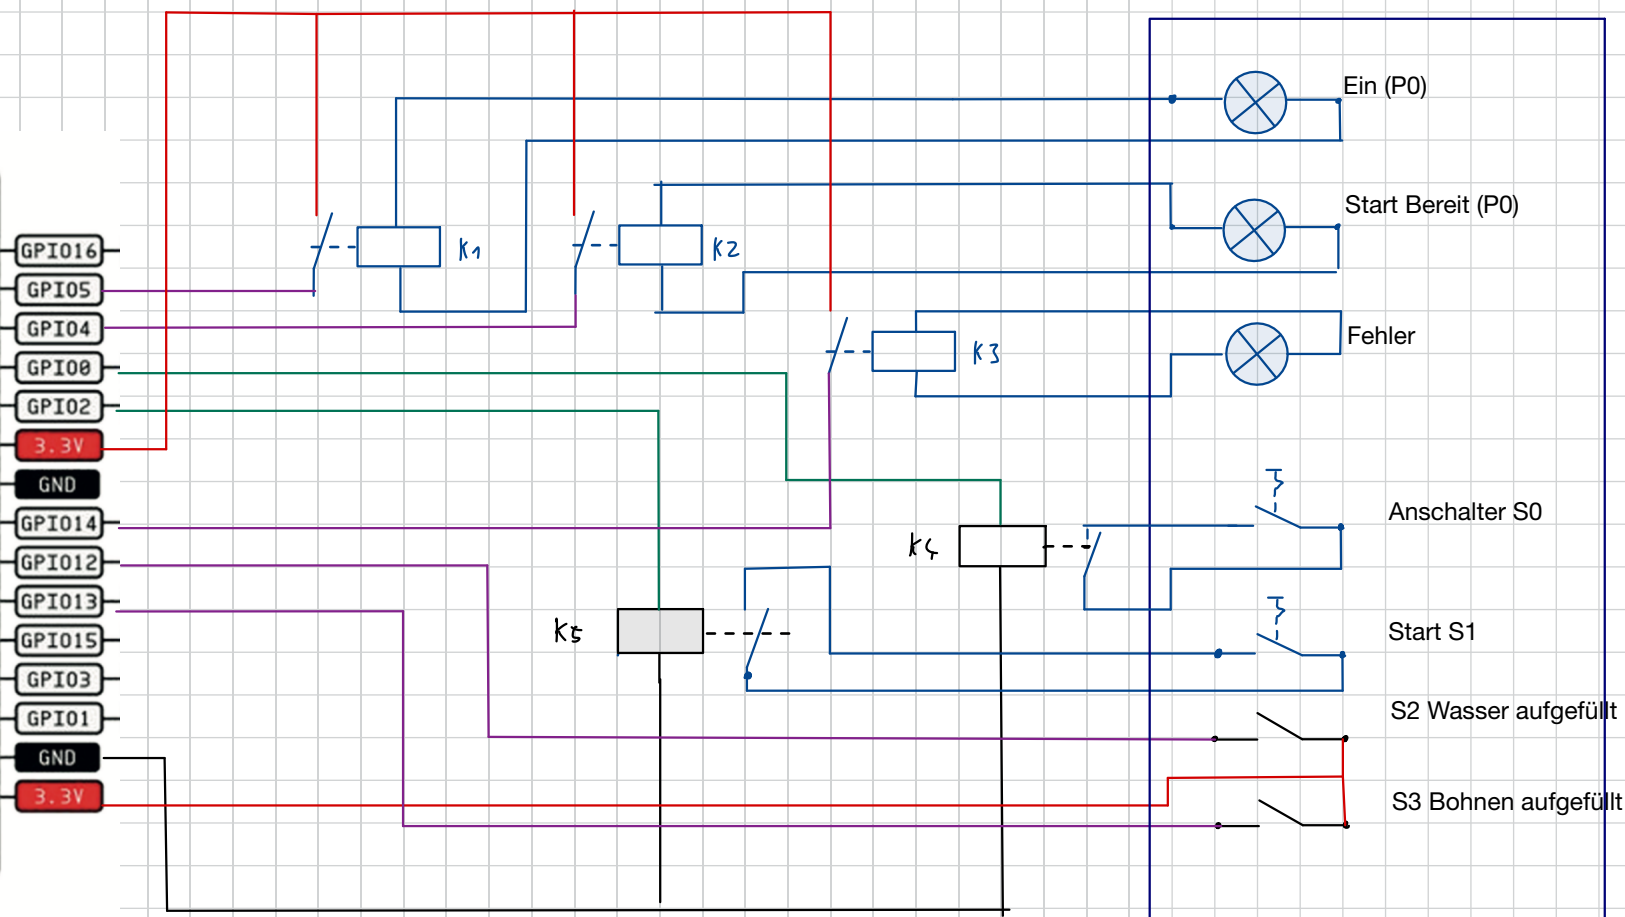 Ein (P0)
Start Bereit (P0)
K1
K2
Fehler
K3
GPIO16
GPIO5
GPIO4
GPIO0
GPIO2
3.3V
GND
GPIO14
GPIO12
GPIO13
GPIO15
GPIO3
GPIO1
GND
3.3V
Anschalter S0
K4
Start S1
K5
S2 Wasser aufgefüllt
S3 Bohnen aufgefüllt